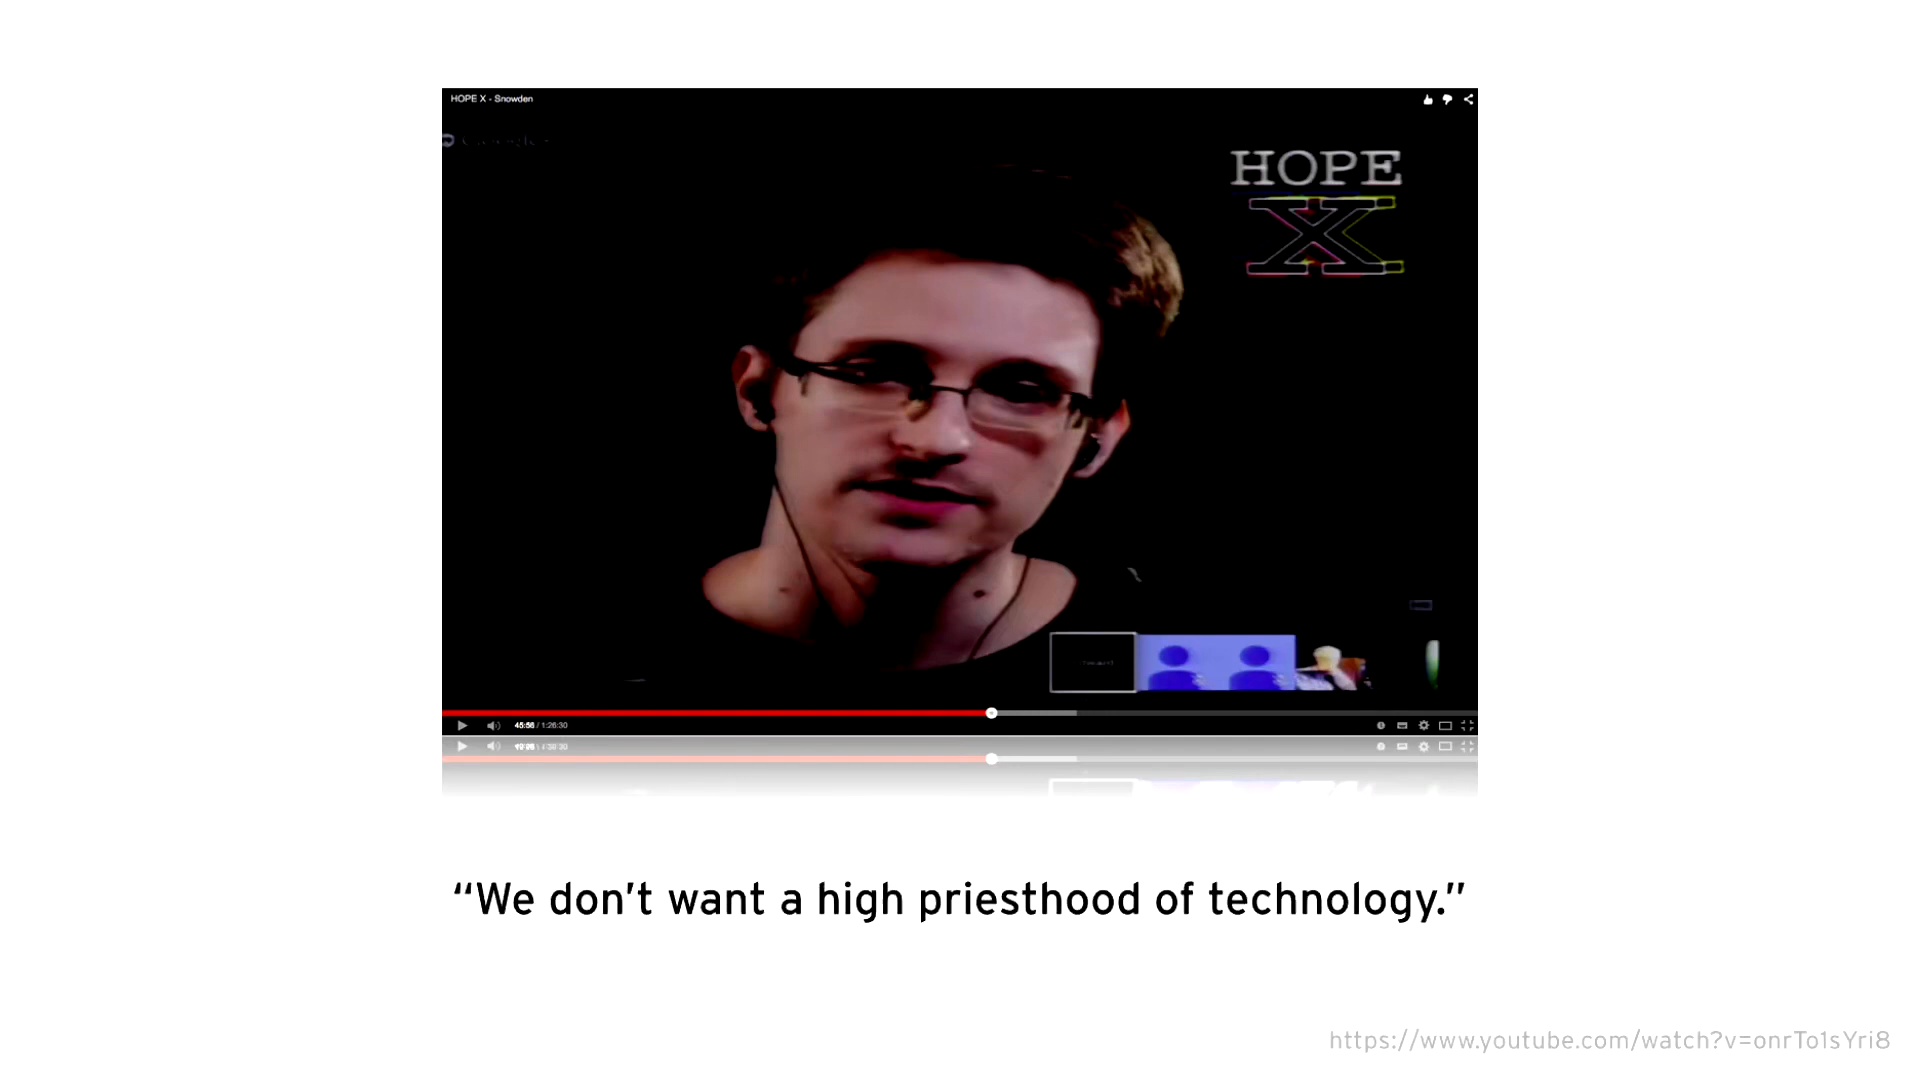 HOPE X - Snowden
HOPE
X
45:56 / 1:26:30
“We don’t want a high priesthood of technology.”
https://www.youtube.com/watch?v=onrTo1sYri8